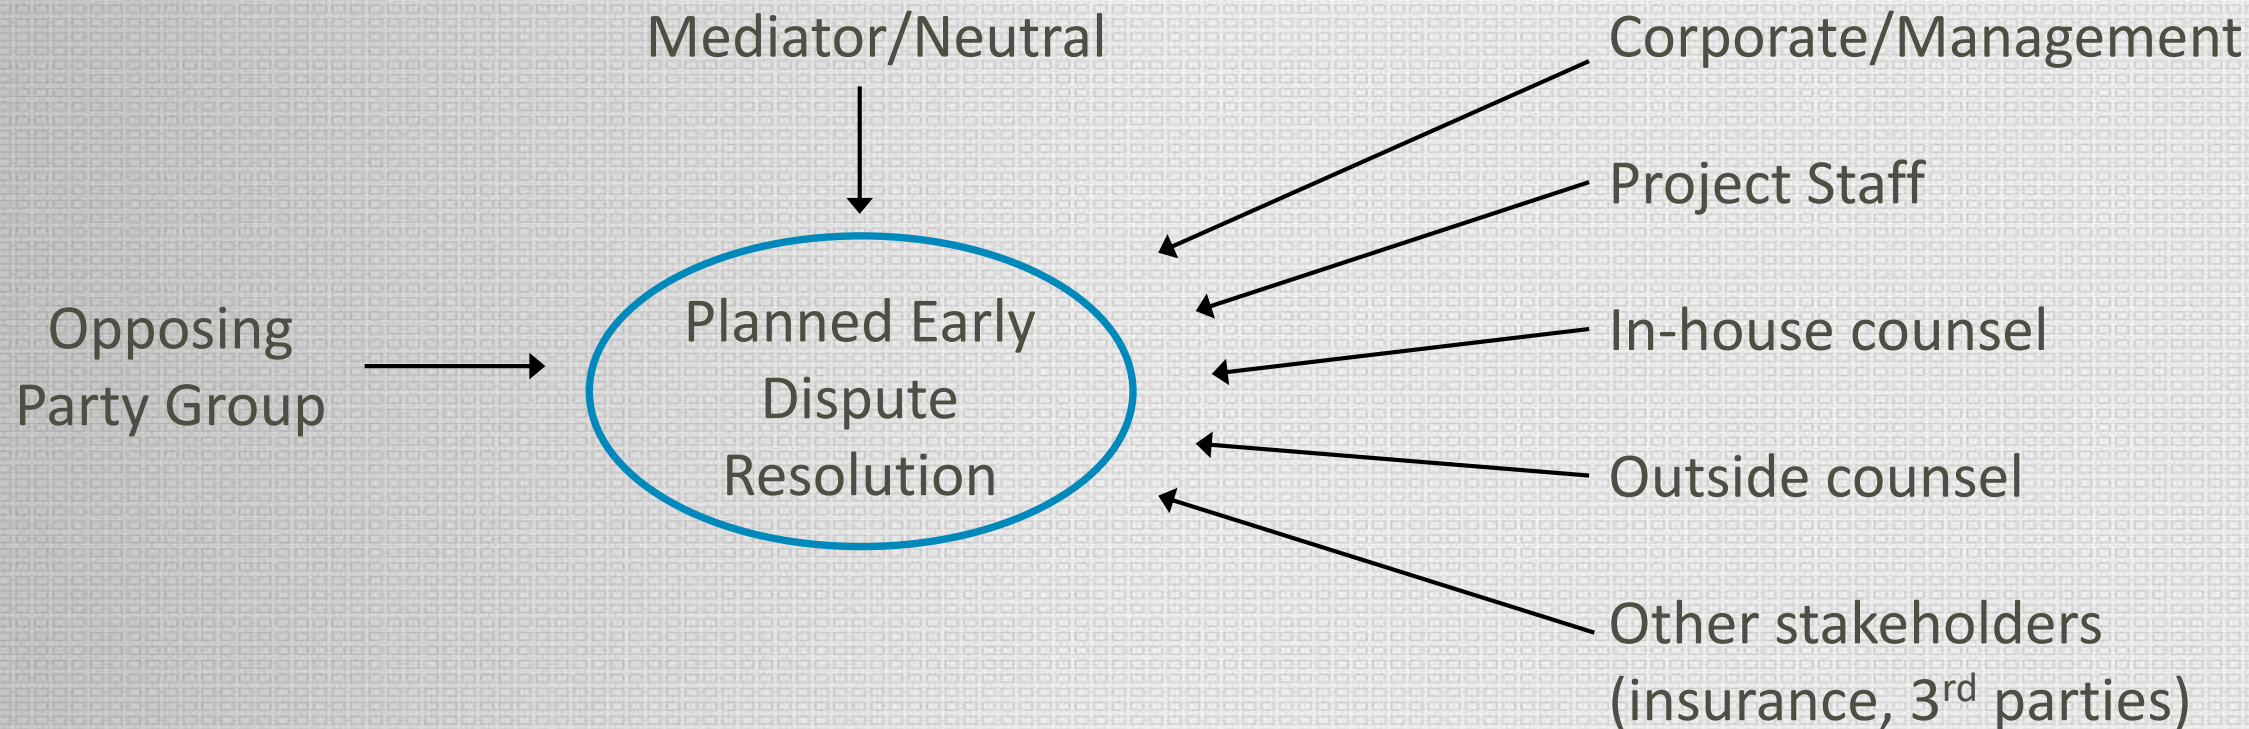 Mediator/Neutral
Corporate/Management
Project Staff
Opposing
Party Group
Planned Early
Dispute
Resolution
In-house counsel
Outside counsel
Other stakeholders
(insurance, 3rd parties)